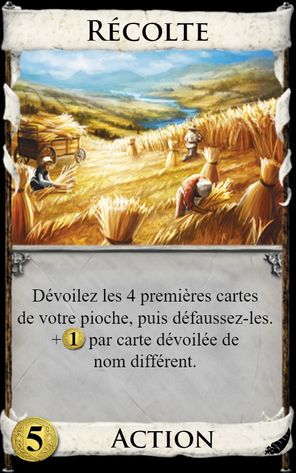 RÉCOLTE
Dévoilez les 4 premières cartes
de votre pioche, puis défaussez-les.
+ 1 par carte dévoilée de
nom différent.
5 ACTION